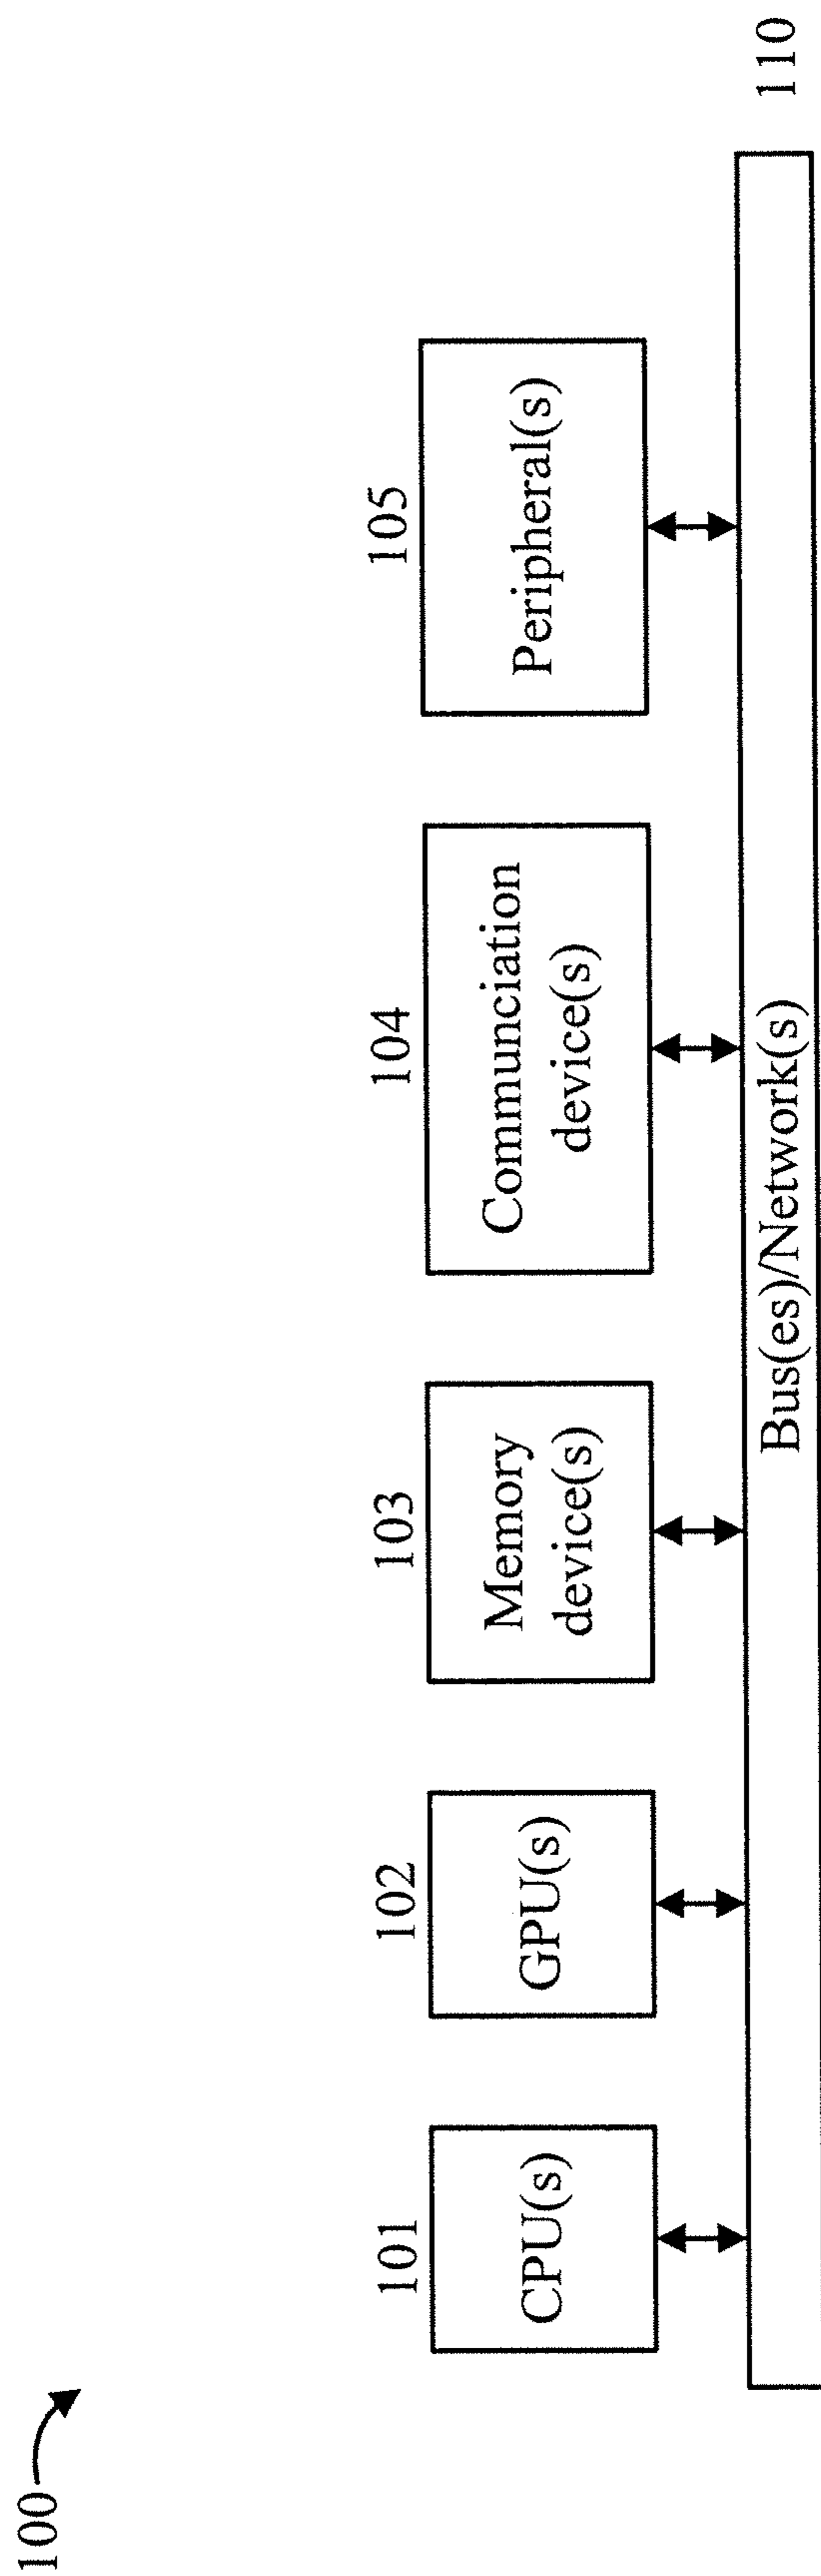 100
101
CPU(s)
102
GPU(s)
103
Memory
device(s)
104
Communciation
device(s)
105
Peripheral(s)
Bus(es)/Network(s)
110